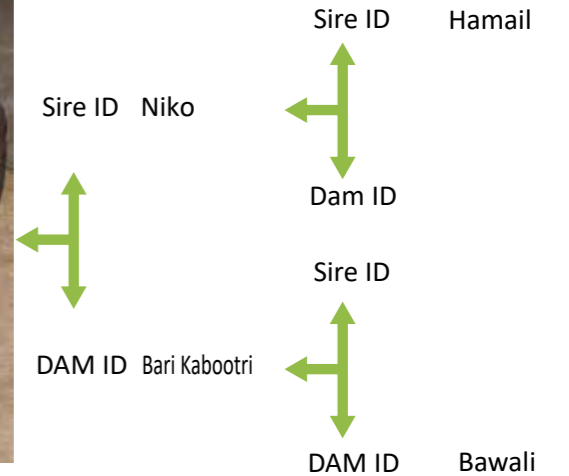 Sire ID Hamail
Sire ID Niko
Dam ID
Sire ID
DAM ID Bari Kabootri
DAM ID Bawali